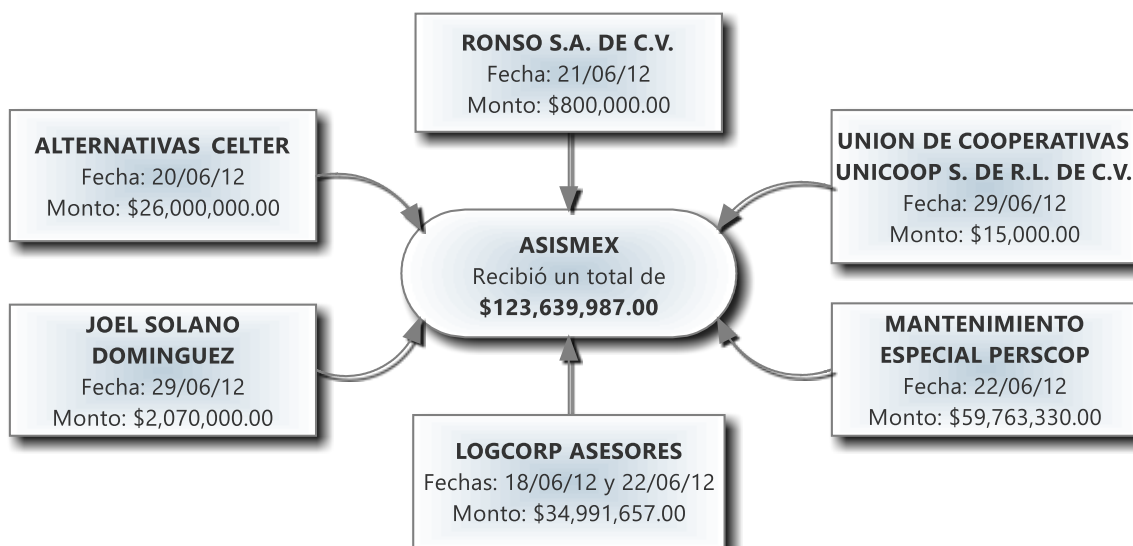 RONSO S.A. DE C.V.
Fecha: 21/06/12
Monto: $800,000.00
ALTERNATIVAS CELTER
Fecha: 20/06/12
Monto: $26,000,000.00
UNION DE COOPERATIVAS
UNICOOP S. DE R.L. DE C.V.
Fecha: 29/06/12
Monto: $15,000.00
ASISMEX
Recibió un total de
$123,639,987.00
JOEL SOLANO
DOMINGUEZ
Fecha: 29/06/12
Monto: $2,070,000.00
MANTENIMIENTO
ESPECIAL PERSCOP
Fecha: 22/06/12
Monto: $59,763,330.00
LOGCORP ASESORES
Fechas: 18/06/12 y 22/06/12
Monto: $34,991,657.00